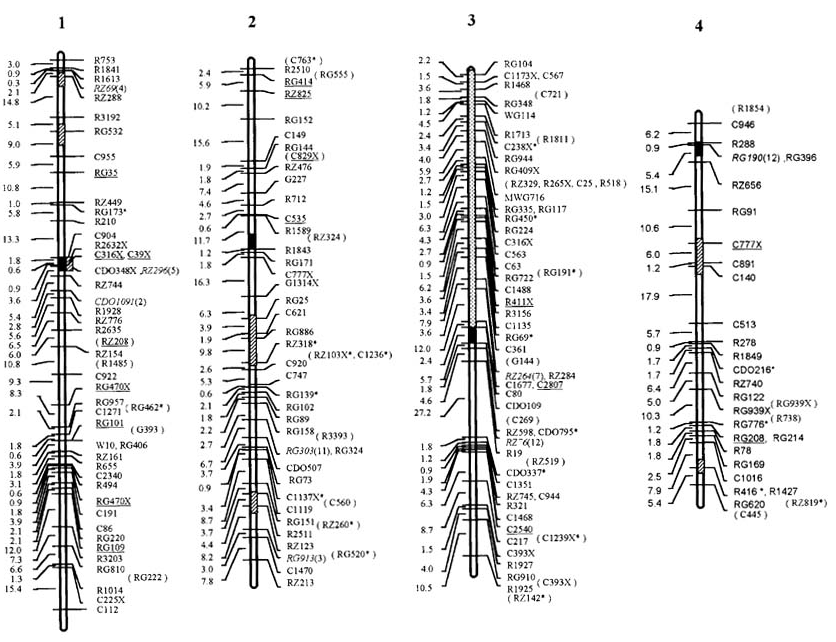 1
3.0
0.9
0.3
2.1
14.8
5.1
9.0
5.9
10.8
1.0
5.8
13.3
1.8
0.6
0.9
3.6
5.4
2.8
5.6
6.5
6.0
10.8
9.3
8.3
2.1
1.8
0.6
3.9
3.1
0.6
0.9
1.8
3.9
2.1
2.1
12.0
7.3
6.6
1.3
15.4
R753
R1841
R1613
RZ69(4)
RZ288
R3192
RG532
C955
RG35
RZ449
RG173*
R210
C904
R2632X
C316X, C39X
CDO348X, RZ296(5)
RZ744
CDO1091(2)
R1928
RZ776
R2635
(RZ208)
RZ154
(R1485)
C922
RG470X
RG957
C1271 (RG462*)
RG101
(G393)
W10, RG406
RZ161
R655
C2340
R494
RG470X
C191
C86
RG220
RG109
R3203
RG810
(RG222)
R1014
C225X
C112
2
2.4
5.9
10.2
15.6
1.9
1.8
7.4
4.6
2.7
0.6
11.7
1.2
1.8
16.3
6.3
3.9
1.9
9.8
2.6
5.3
0.6
2.1
1.8
2.2
2.7
6.7
3.7
0.9
3.4
8.7
3.7
4.4
8.2
3.0
7.8
(C763*)
R2510
(RG555)
RG414
RZ825
RG152
C149
RG144
(C829X)
RZ476
G227
R712
C535
R1589
(RZ324)
R1843
RG171
C777X
G1314X
RG25
C621
RG886
RZ318*
(RZ103X*, C1236*)
C920
C747
RG139*
RG102
RG89
RG158
(R3393)
RG303(11), RG324
CDO507
RG73
C1137X*
(C560)
C1119
RG151 (RZ260*)
R2511
RZ123
RG913(3) (RG520*)
C1470
RZ213
3
2.2
1.5
3.6
1.8
1.2
4.5
2.4
3.4
4.0
5.9
2.7
1.2
1.5
3.0
6.3
4.3
2.7
0.9
1.5
6.2
3.6
3.4
7.9
3.6
12.0
2.4
5.7
1.8
4.6
27.2
1.8
1.2
0.9
1.9
4.3
6.3
8.7
1.5
4.0
10.5
RG104
C1173X, C567
R1468
(C721)
RG348
WG114
R1713
(R1811)
C238X*
RG944
RG409X
(RZ329, R265X, C25, R518)
MWG716
RG335, RG117
RG450*
RG224
C316X
C563
C63
(RG191*)
RG722
C1488
R411X
R3156
C1135
RG69*
C361
(G144)
RZ264(7), RZ284
C1677, C2807
C80
CDO109
(C269)
RZ598, CDO795*
(12)
R19
(RZ519)
CDO337*
C1351
RZ745, C944
R321
C1468
C2540
C217 (C1239X*)
C393X
R1927
RG910 (C393X)
R1925
(RZ142*)
4
6.2
0.9
5.4
15.1
10.6
6.0
1.2
17.9
5.7
0.9
1.7
1.7
6.4
5.0
10.3
1.2
1.8
1.8
2.5
7.9
5.4
(R1854)
C946
R288
RG190(12), RG396
RZ656
RG91
C777X
C891
C140
C513
R278
R1849
CDO216*
RZ740
RG122
(RG939X)
RG939X
(R738)
RG776*
RG208, RG214
R78
RG169
C1016
R416*, R1427
RG620 (RZ819*)
(C445)